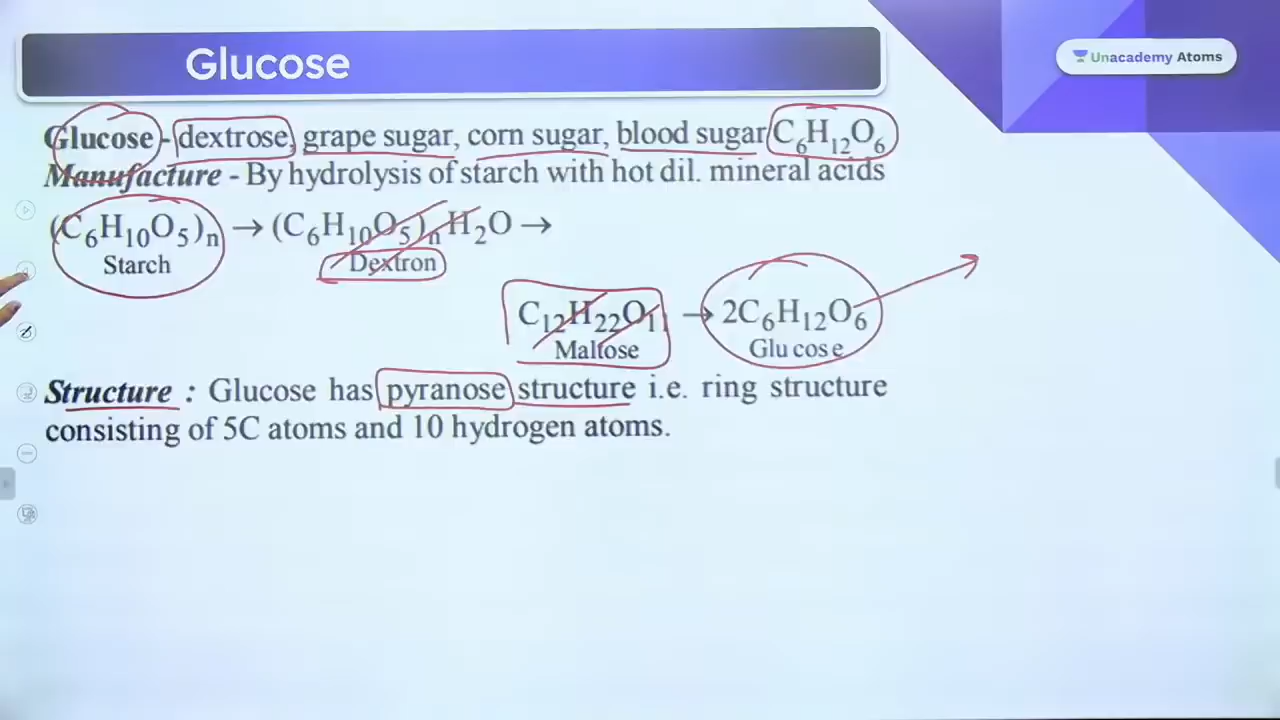 Glucose
Unacademy Atoms
Glucose - dextrose, grape sugar, corn sugar, blood sugar C₆H₁₂O₆
Manufacture - By hydrolysis of starch with hot dil. mineral acids
(C₆H₁₀O₅)ₙ → (C₆H₁₀O₅)ₙ H₂O →
Starch Dextron
C₁₂H₂₂O₁₁ → 2C₆H₁₂O₆
Maltose Glucose
Structure : Glucose has pyranose structure i.e. ring structure
consisting of 5C atoms and 10 hydrogen atoms.